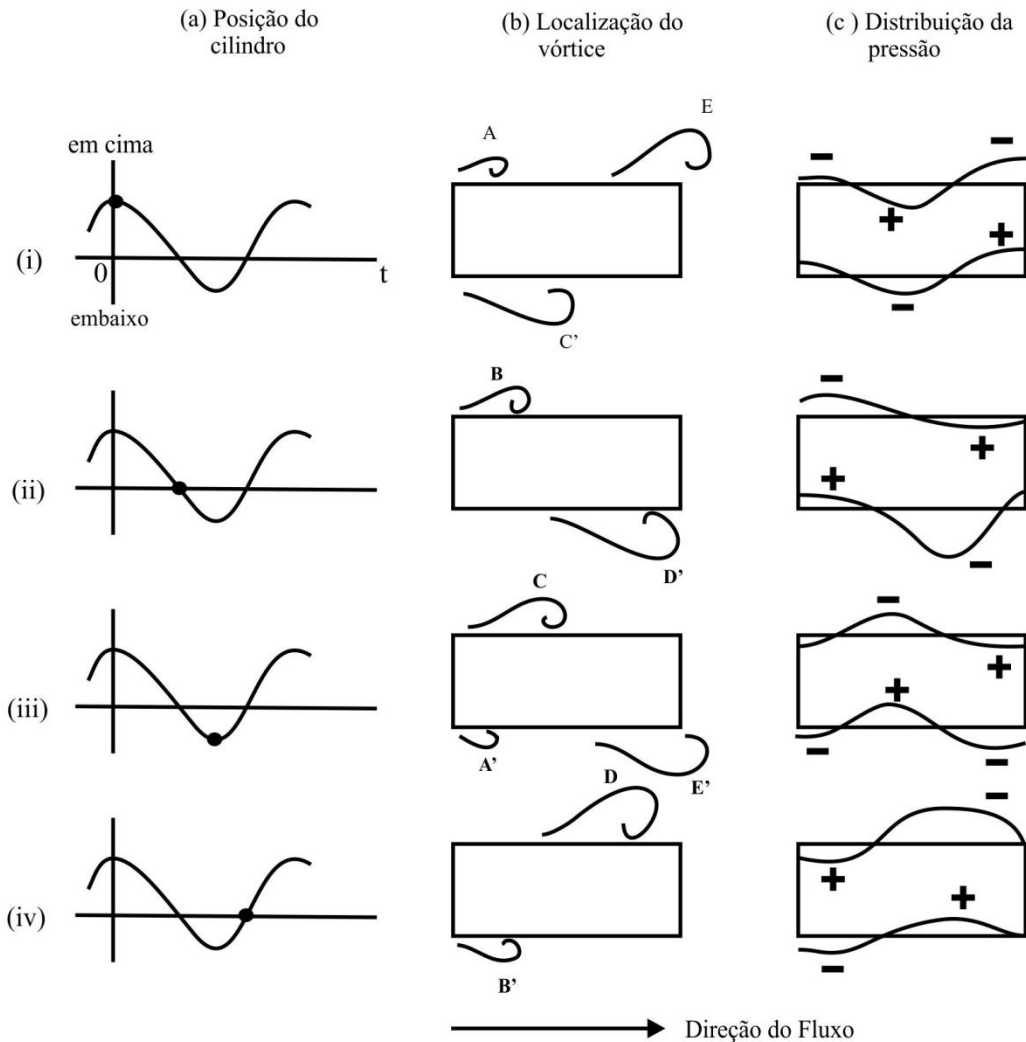 (a) Posição do
cilindro
(b) Localização do
vórtice
(c ) Distribuição da
pressão
em cima
(i)
0
t
embaixo
A
E
C'
(ii)
B
D'
(iii)
C
A'
E'
(iv)
D
B'
Direção do Fluxo